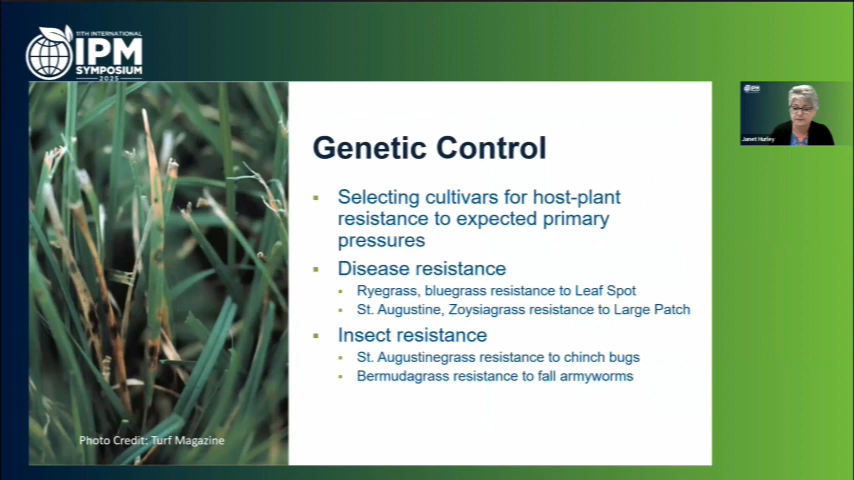 11TH INTERNATIONAL
IPM
SYMPOSIUM
2025
Genetic Control
Selecting cultivars for host-plant
resistance to expected primary
pressures
Disease resistance
Ryegrass, bluegrass resistance to Leaf Spot
St. Augustine, Zoysiagrass resistance to Large Patch
Insect resistance
St. Augustinegrass resistance to chinch bugs
Bermudagrass resistance to fall armyworms
Photo Credit: Turf Magazine
IPM
Janet Hurley